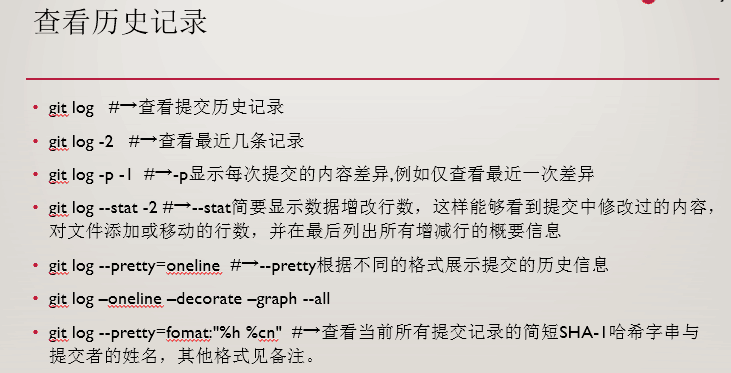 查看历史记录
• git log #→查看提交历史记录
• git log -2 #→查看最近几条记录
• git log -p -1 #→-p显示每次提交的内容差异,例如仅查看最近一次差异
• git log --stat -2 #→--stat简要显示数据增改行数，这样能够看到提交中修改过的内容，
对文件添加或移动的行数，并在最后列出所有增减行的概要信息
• git log --pretty=oneline #→--pretty根据不同的格式展示提交的历史信息
• git log –oneline –decorate –graph --all
• git log --pretty=fomat:"%h %cn" #→查看当前所有提交记录的简短SHA-1哈希字串与
提交者的姓名，其他格式见备注。